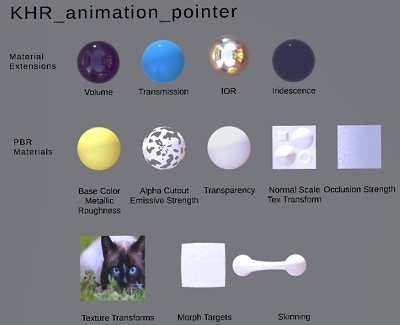 KHR_animation_pointer
Material
Extensions
Volume
Transmission
IOR
Iridescence
PBR
Materials
Base Color
Metallic
Roughness
Alpha Cutout
Emissive Strength
Transparency
Normal Scale
Tex Transform
Occlusion Strength
Texture Transforms
Morph Targets
Skinning